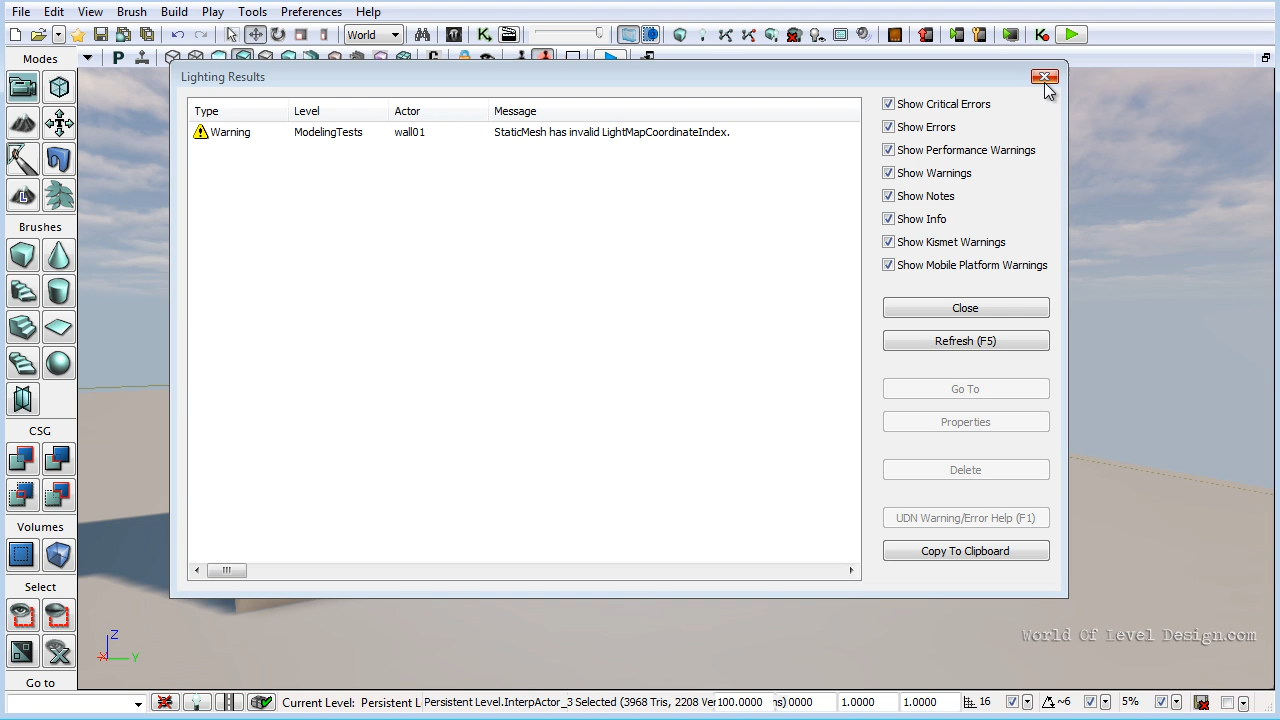 File Edit View Brush Build Play Tools Preferences Help
World
Modes
P
Lighting Results
Type Level Actor Message
Warning ModelingTests wall01 StaticMesh has invalid LightMapCoordinateIndex.
Show Critical Errors
Show Errors
Show Performance Warnings
Show Warnings
Show Notes
Show Info
Show Kismet Warnings
Show Mobile Platform Warnings
Close
Refresh (F5)
Go To
Properties
Delete
UDN Warning/Error Help (F1)
Copy To Clipboard
L
Brushes
CSG
Volumes
Select
Go to
Z
X Y
World Of Level Design.com
Current Level: Persistent L Persistent Level.InterpActor_3 Selected (3968 Tris, 2208 Ver 100.0000 0000 1.0000 1.0000 16 ~6 5%